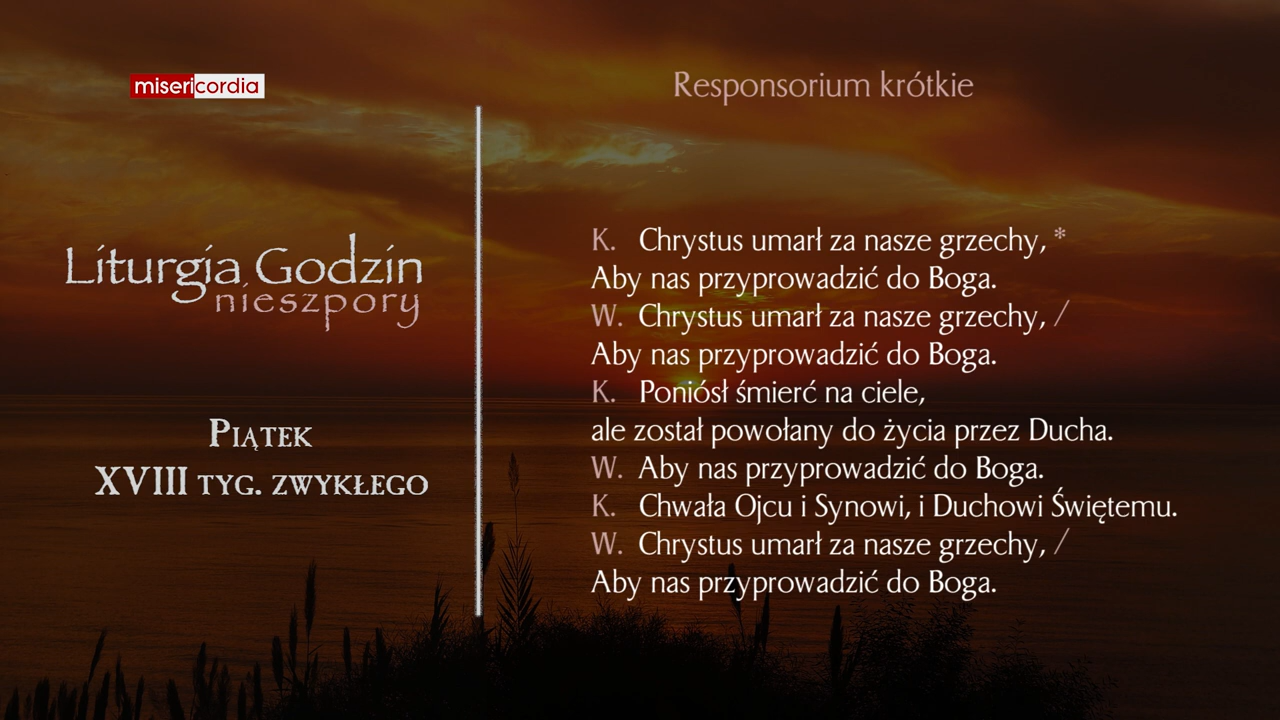 misericordia
Liturgia Godzin
nieszpory
Piątek
XVIII tyg. zwykłego
Responsorium krótkie
K. Chrystus umarł za nasze grzechy, *
Aby nas przyprowadzić do Boga.
W. Chrystus umarł za nasze grzechy, /
Aby nas przyprowadzić do Boga.
K. Poniósł śmierć na ciele,
ale został powołany do życia przez Ducha.
W. Aby nas przyprowadzić do Boga.
K. Chwała Ojcu i Synowi, i Duchowi Świętemu.
W. Chrystus umarł za nasze grzechy, /
Aby nas przyprowadzić do Boga.